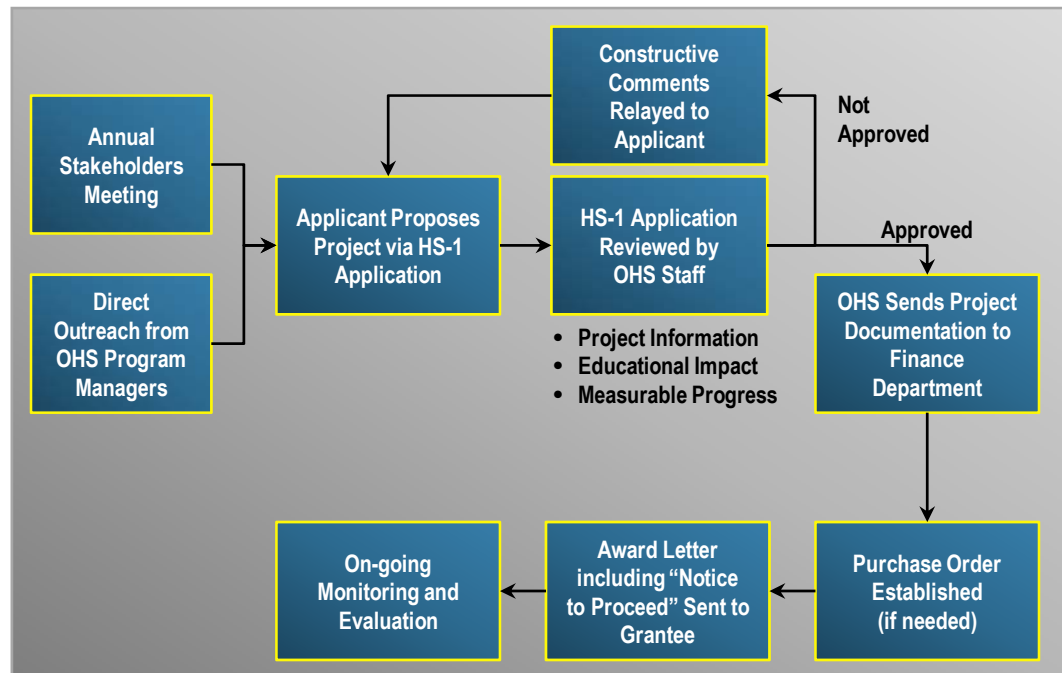 Annual
Stakeholders
Meeting
Direct
Outreach from
OHS Program
Managers
Applicant Proposes
Project via HS-1
Application
Constructive
Comments
Relayed to
Applicant
Not
Approved
HS-1 Application
Reviewed by
OHS Staff
• Project Information
• Educational Impact
• Measurable Progress
Approved
OHS Sends Project
Documentation to
Finance
Department
Purchase Order
Established
(if needed)
Award Letter
including “Notice
to Proceed” Sent to
Grantee
On-going
Monitoring and
Evaluation